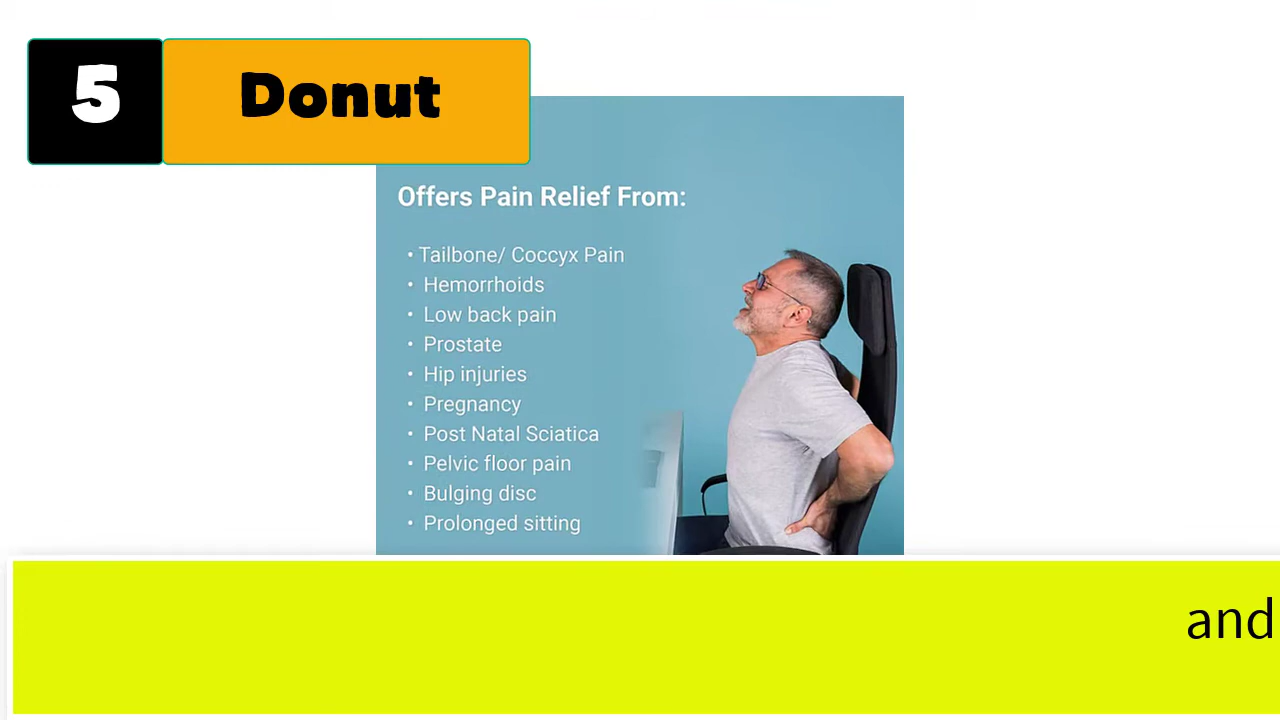 5 Donut
Offers Pain Relief From:
• Tailbone/ Coccyx Pain
• Hemorrhoids
• Low back pain
• Prostate
• Hip injuries
• Pregnancy
• Post Natal Sciatica
• Pelvic floor pain
• Bulging disc
• Prolonged sitting
and